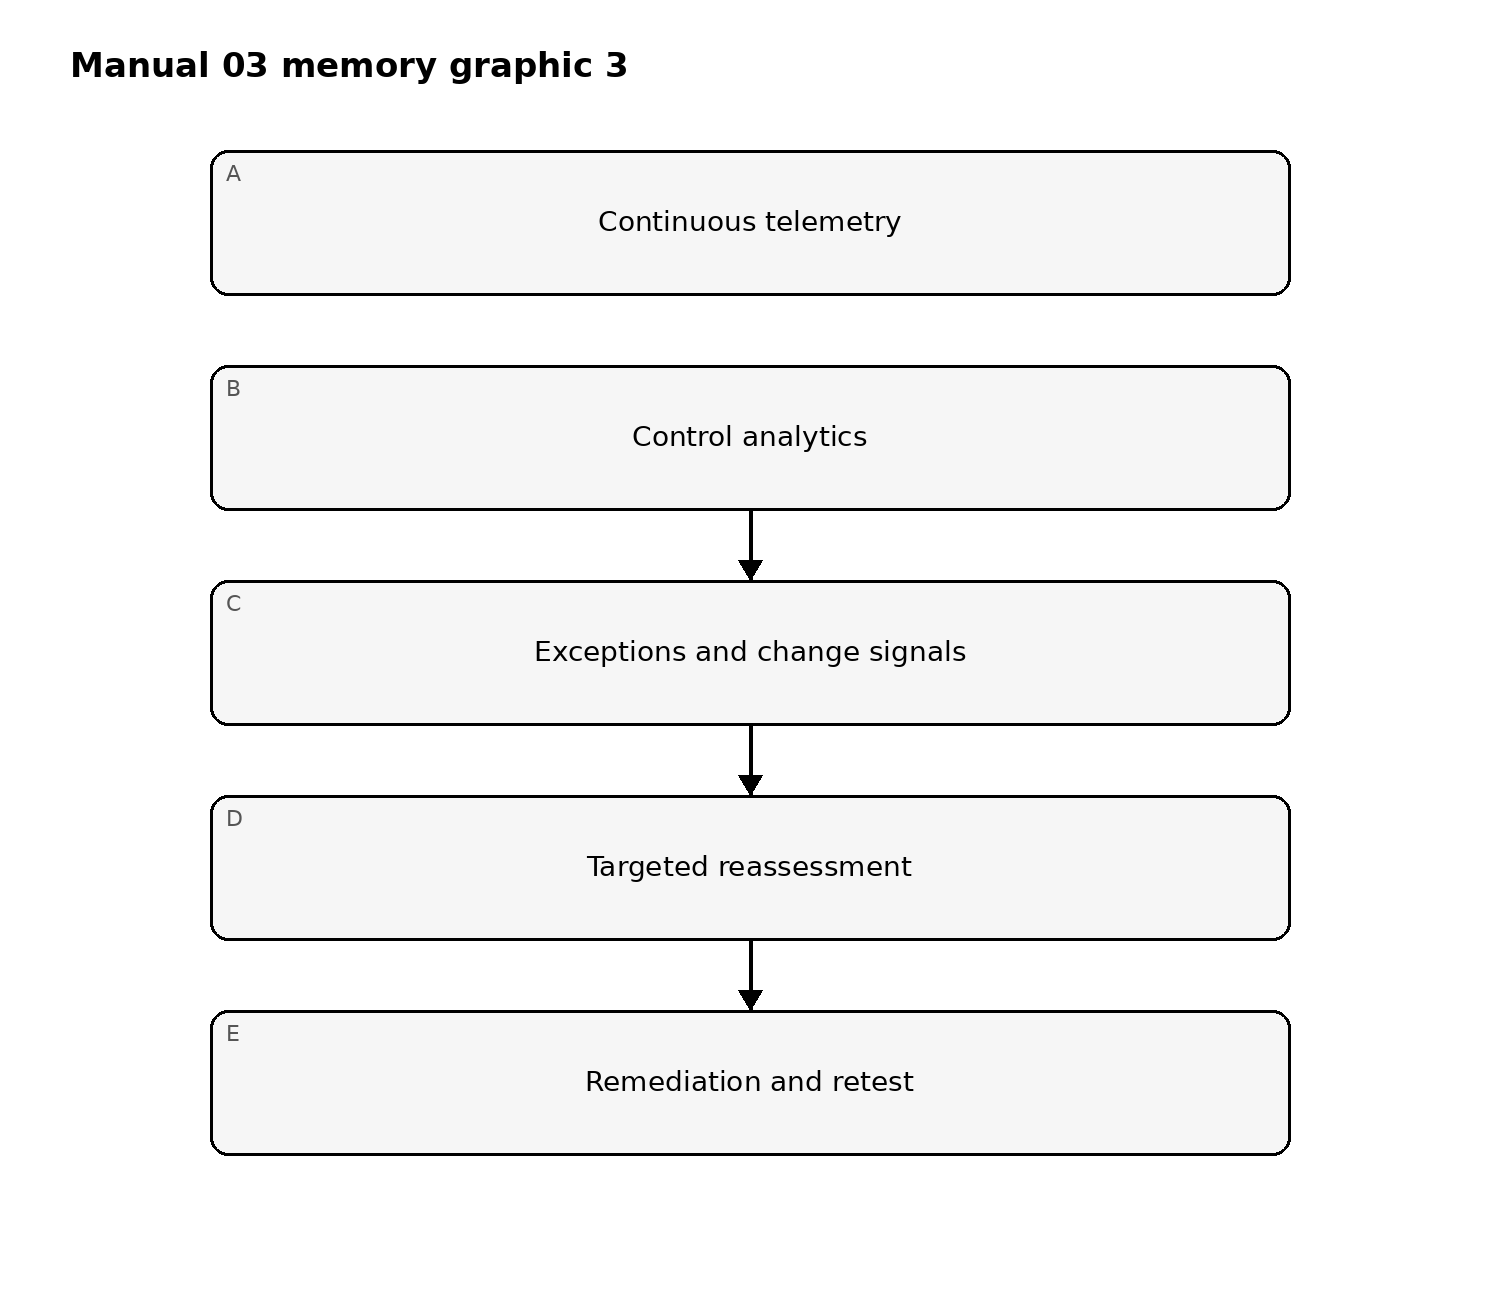 Manual 03 memory graphic 3
A
Continuous telemetry
B
Control analytics
C
Exceptions and change signals
D
Targeted reassessment
E
Remediation and retest